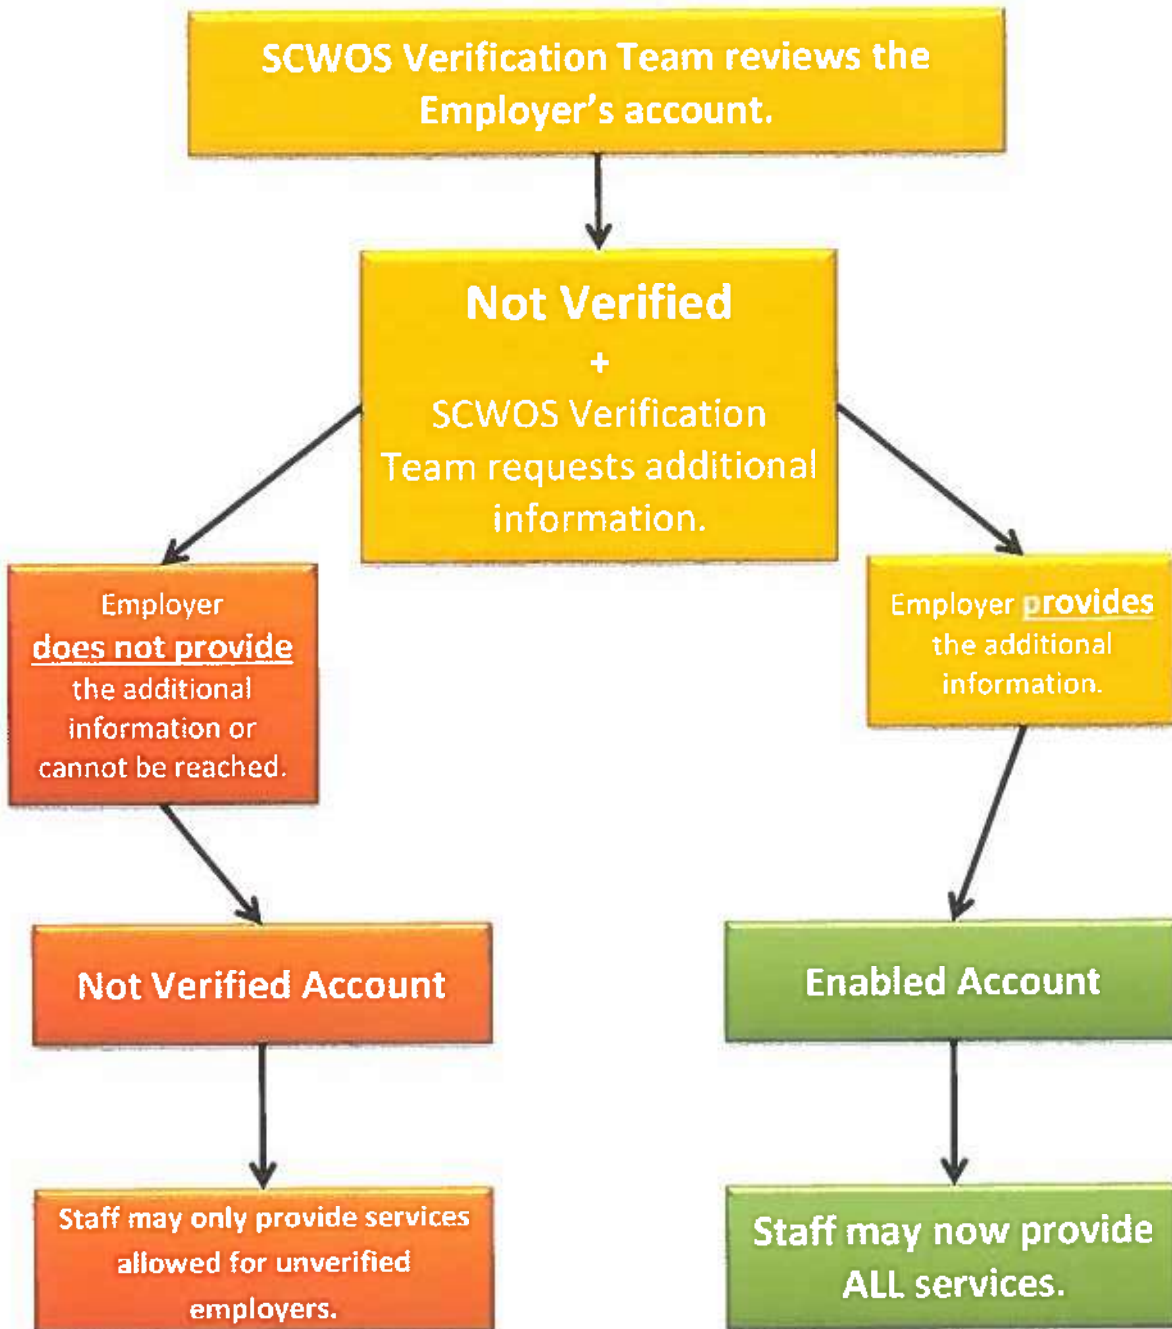 SCWOS Verification Team reviews the
Employer's account.
Not Verified
+
SCWOS Verification
Team requests additional
information.
Employer
does not provide
the additional
information or
cannot be reached.
Employer provides
the additional
information.
Not Verified Account
Enabled Account
Staff may only provide services
allowed for unverified
employers.
Staff may now provide
ALL services.